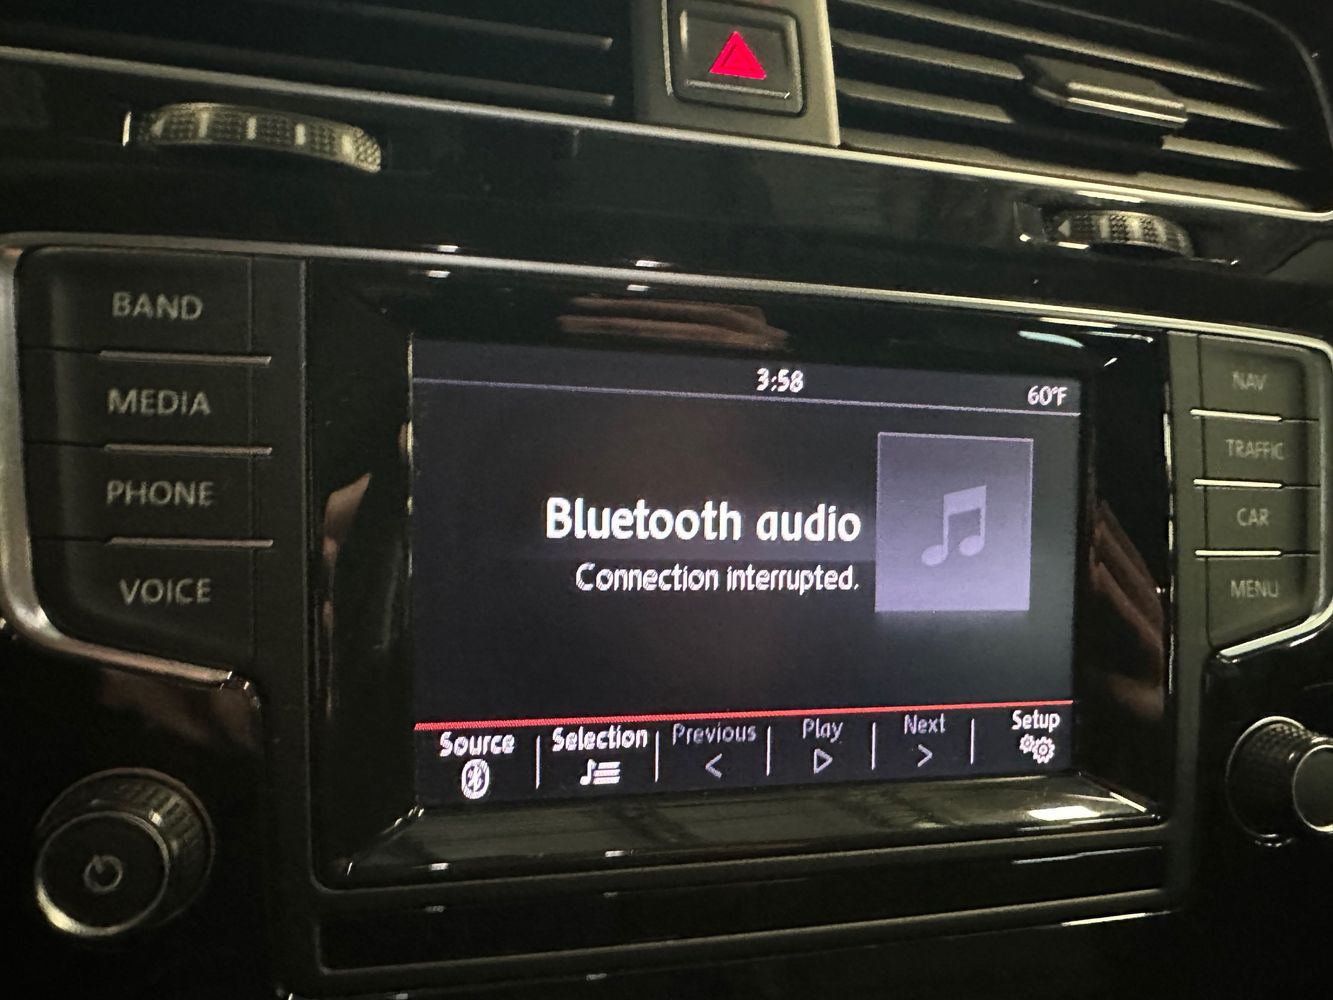 BAND
MEDIA
PHONE
VOICE
3:58
60°F
Bluetooth audio
Connection interrupted.
Source
Selection
Previous
Play
Next
Setup
NAV
TRAFFIC
CAR
MENU